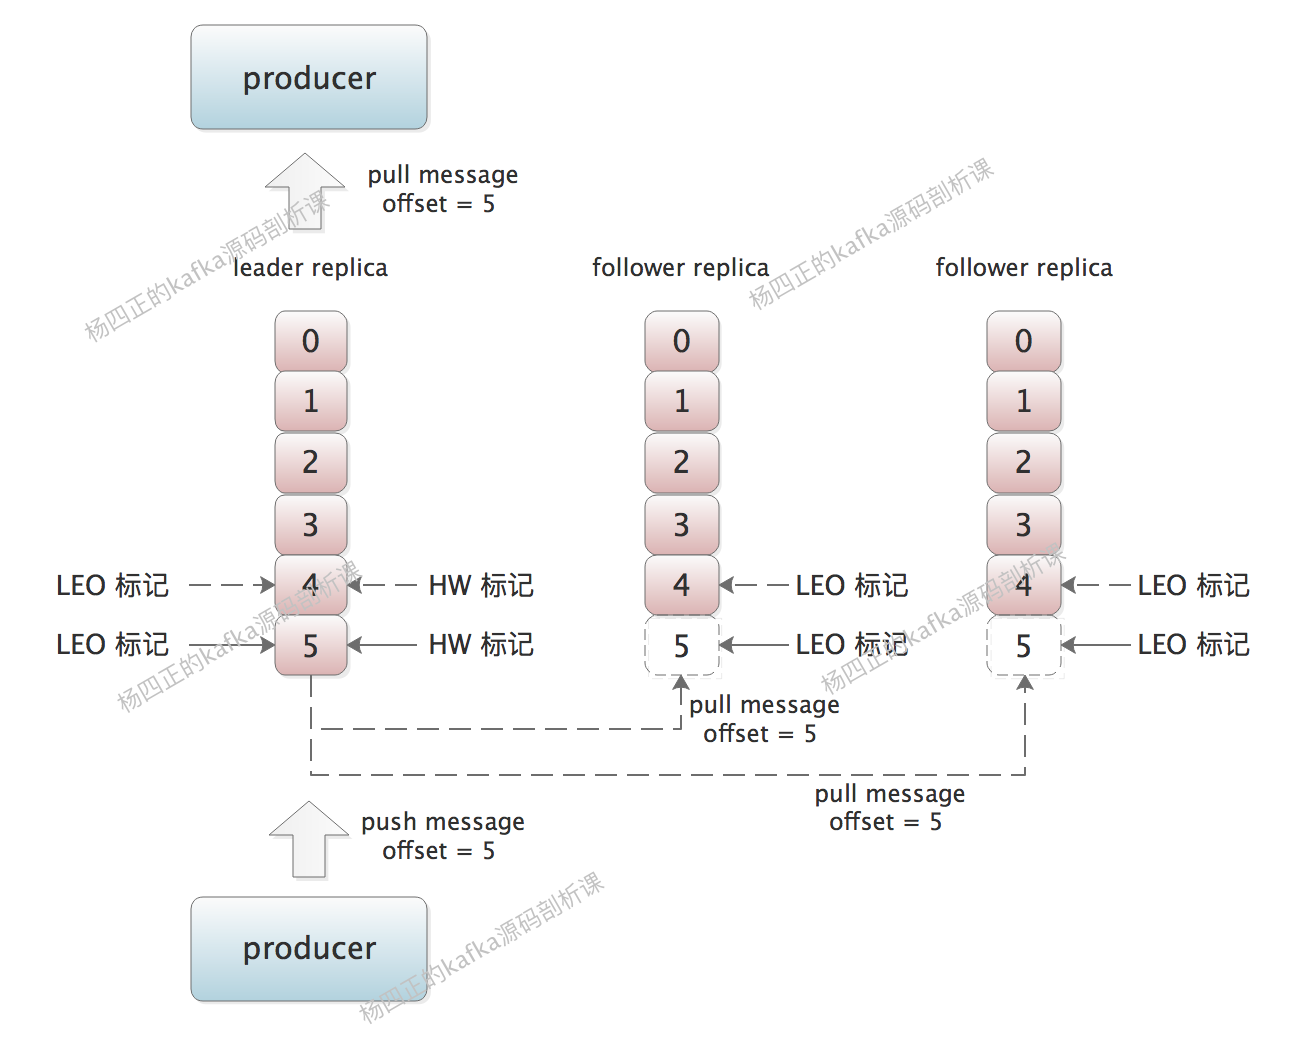 producer
pull message
offset = 5
杨四正的kafka源码剖析课
杨四正的kafka源码剖析课
leader replica
follower replica
follower replica
0
0
0
1
1
1
2
2
2
3
3
3
LEO 标记
4
HW 标记
4
LEO 标记
4
LEO 标记
LEO 标记
5
HW 标记
5
LEO 标记
5
LEO 标记
杨四正的kafka源码剖析课
杨四正的kafka源码剖析课
pull message
offset = 5
pull message
offset = 5
push message
offset = 5
producer
杨四正的kafka源码剖析课